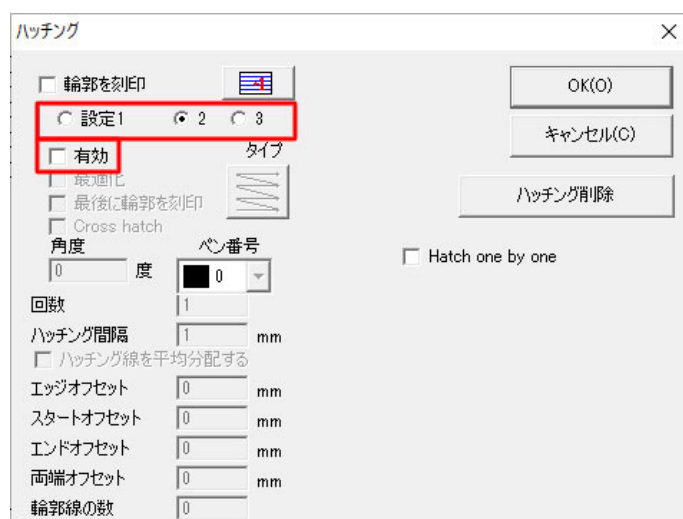 ハッチング
輪郭を刻印
設定1 2 3
有効 タイプ
最適化
最後に輪郭を刻印
Cross hatch
角度 ペン番号
0 度 0
回数 1
ハッチング間隔 1 mm
ハッチング線を平均分配する
エッジオフセット 0 mm
スタートオフセット 0 mm
エンドオフセット 0 mm
両端オフセット 0 mm
輪郭線の数 0
OK(O)
キャンセル(C)
ハッチング削除
Hatch one by one